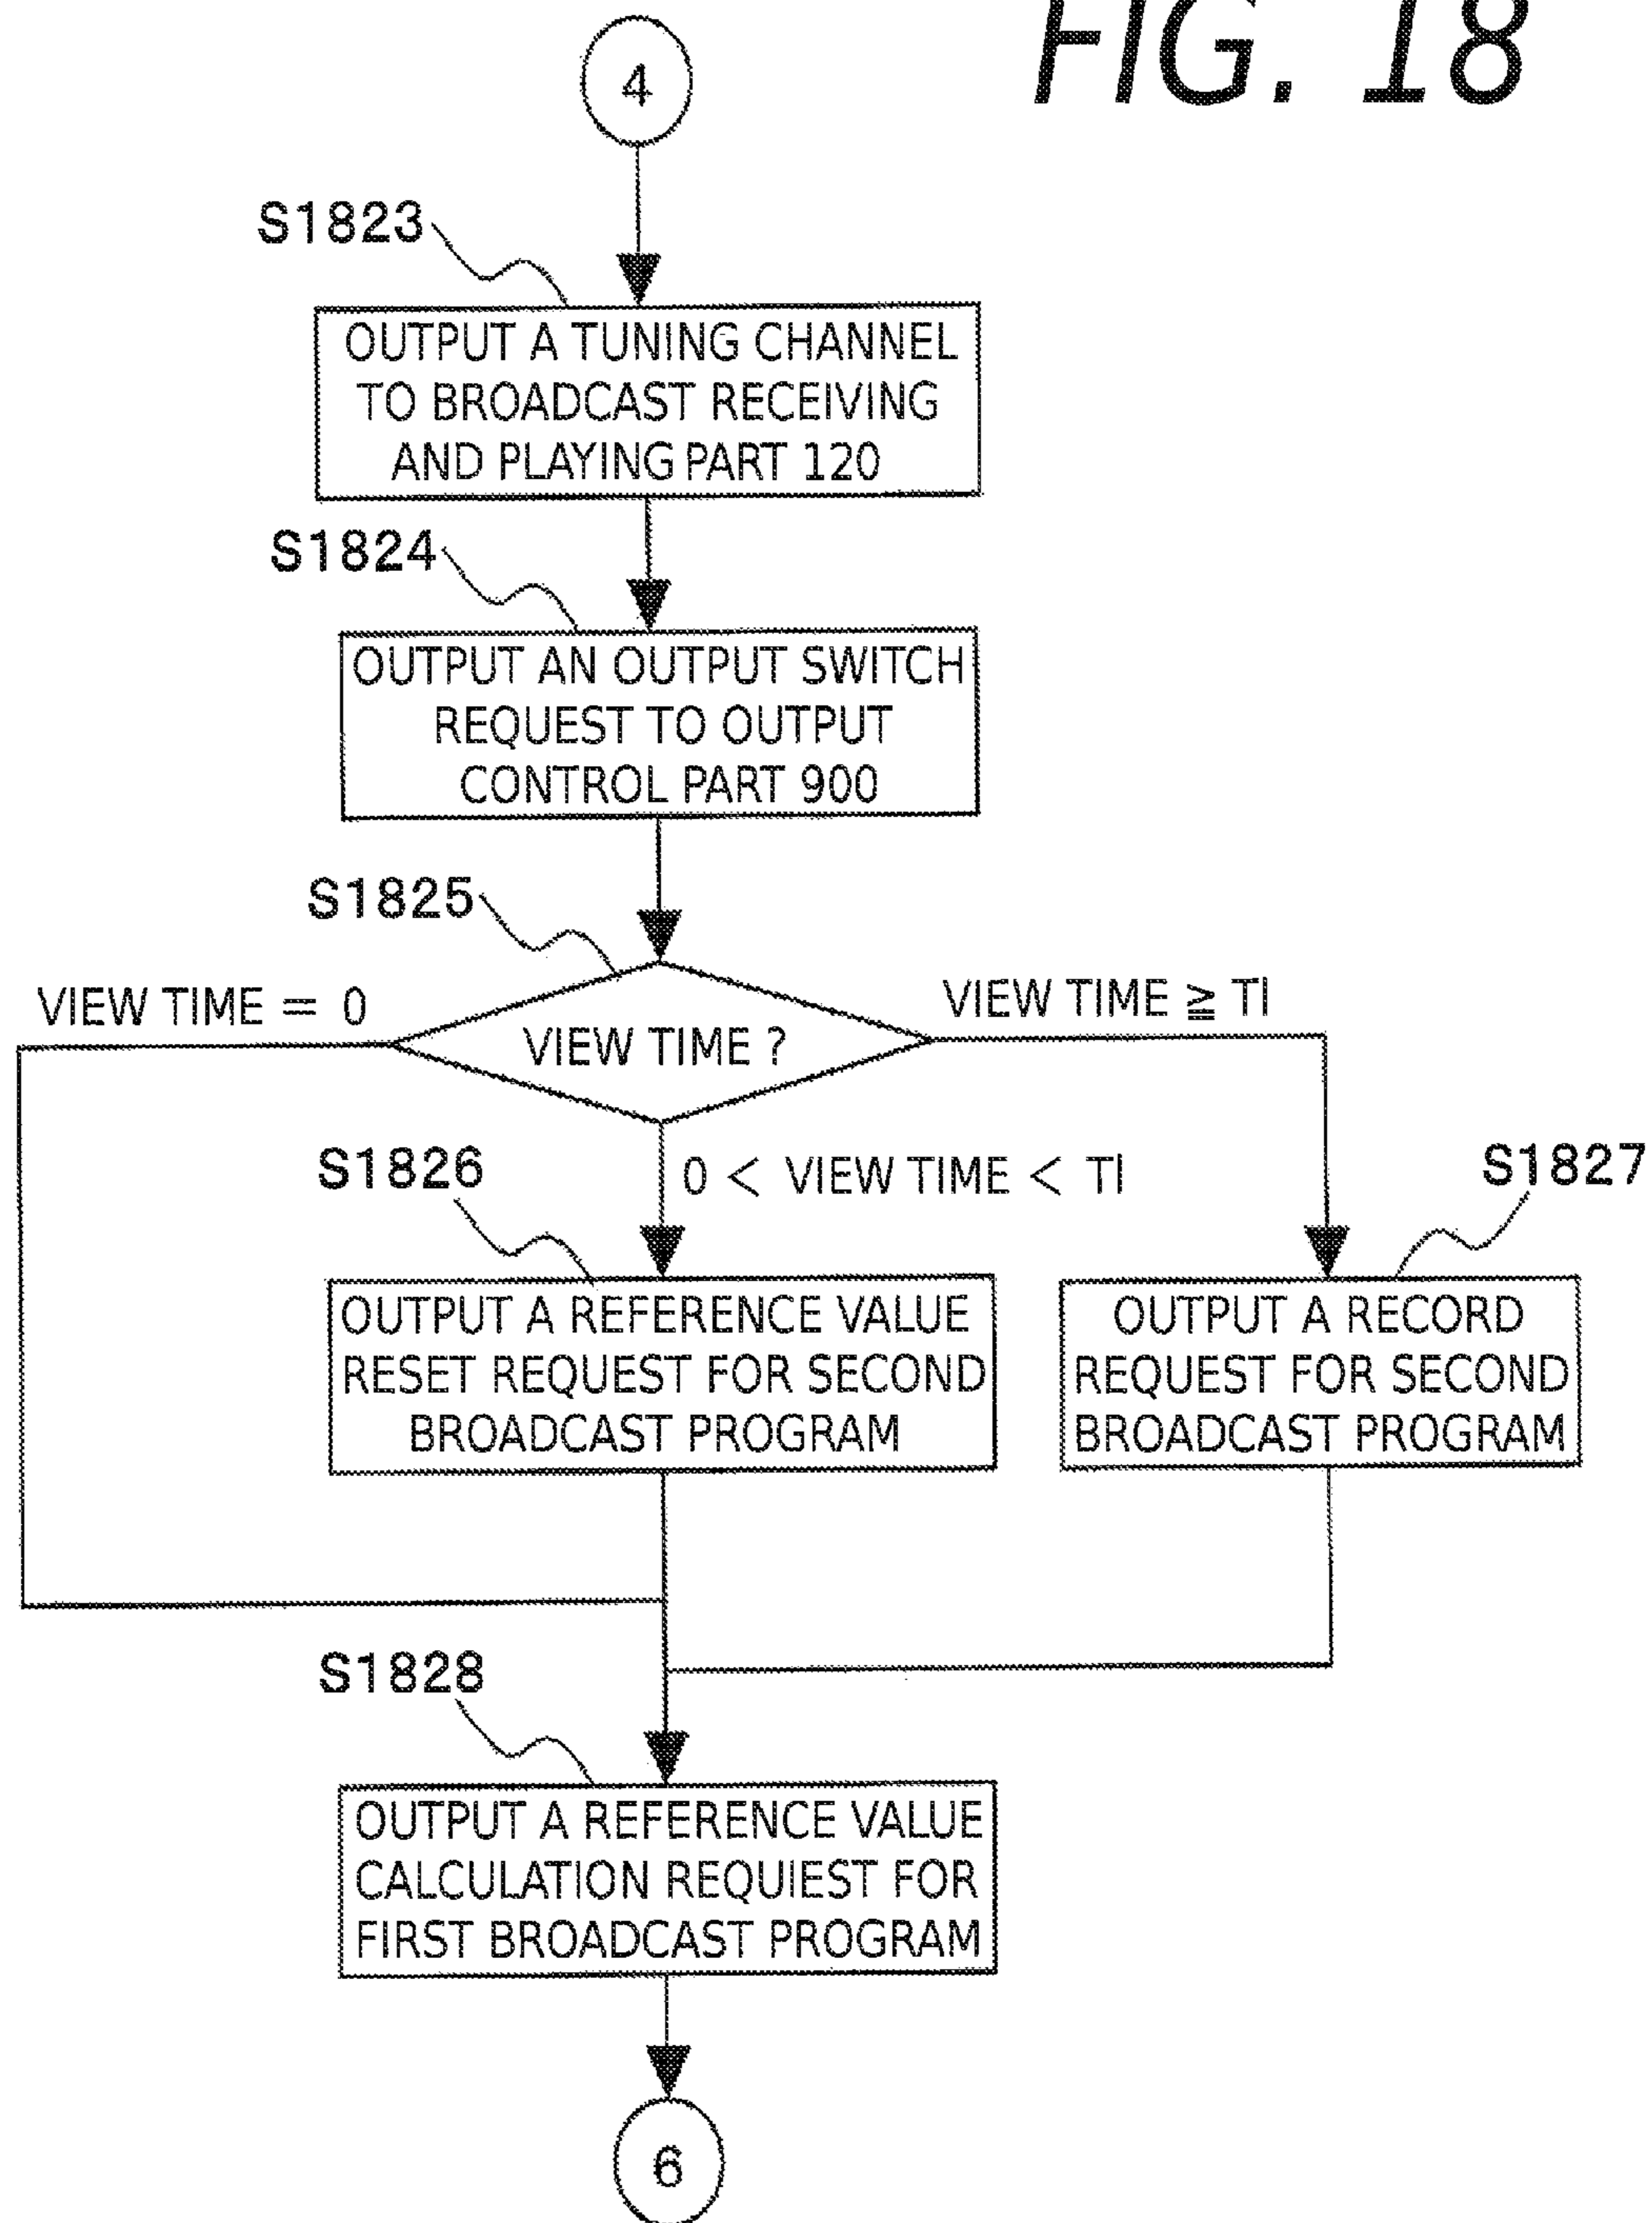 FIG. 18
4
S1823
OUTPUT A TUNING CHANNEL
TO BROADCAST RECEIVING
AND PLAYING PART 120
S1824
OUTPUT AN OUTPUT SWITCH
REQUEST TO OUTPUT
CONTROL PART 900
S1825
VIEW TIME = 0
VIEW TIME ?
VIEW TIME ≧ Tl
0 < VIEW TIME < Tl
S1826
OUTPUT A REFERENCE VALUE
RESET REQUEST FOR SECOND
BROADCAST PROGRAM
S1827
OUTPUT A RECORD
REQUEST FOR SECOND
BROADCAST PROGRAM
S1828
OUTPUT A REFERENCE VALUE
CALCULATION REQUIEST FOR
FIRST BROADCAST PROGRAM
6